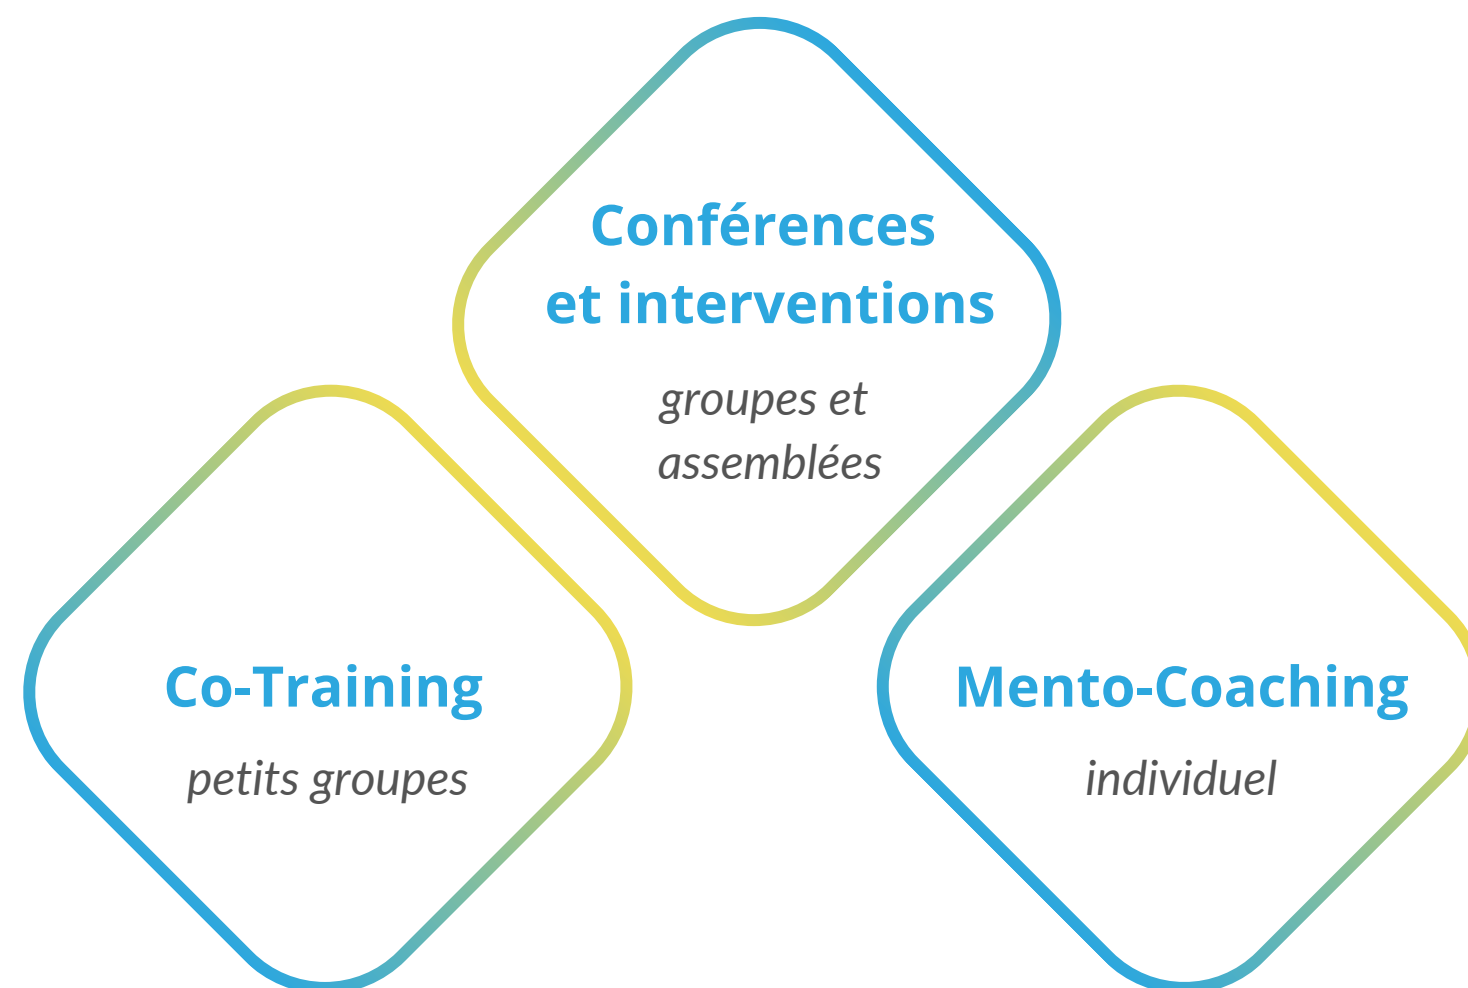 Conférences
et interventions
groupes et
assemblées
Co-Training
petits groupes
Mento-Coaching
individuel